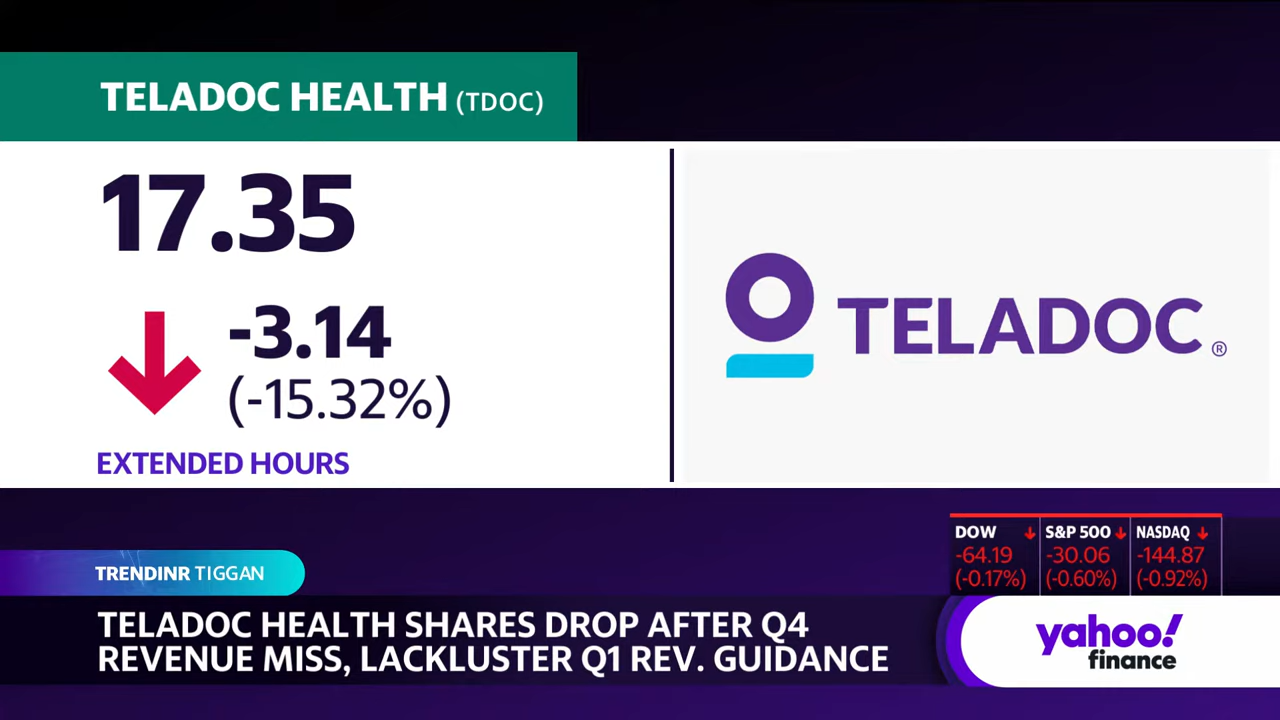 TELADOC HEALTH (TDOC)
17.35
-3.14
(-15.32%)
EXTENDED HOURS
TELADOC®
DOW
-64.19
(-0.17%)
S&P 500
-30.06
(-0.60%)
NASDAQ
-144.87
(-0.92%)
TRENDINR TIGGAN
TELADOC HEALTH SHARES DROP AFTER Q4
REVENUE MISS, LACKLUSTER Q1 REV. GUIDANCE
yahoo!
finance